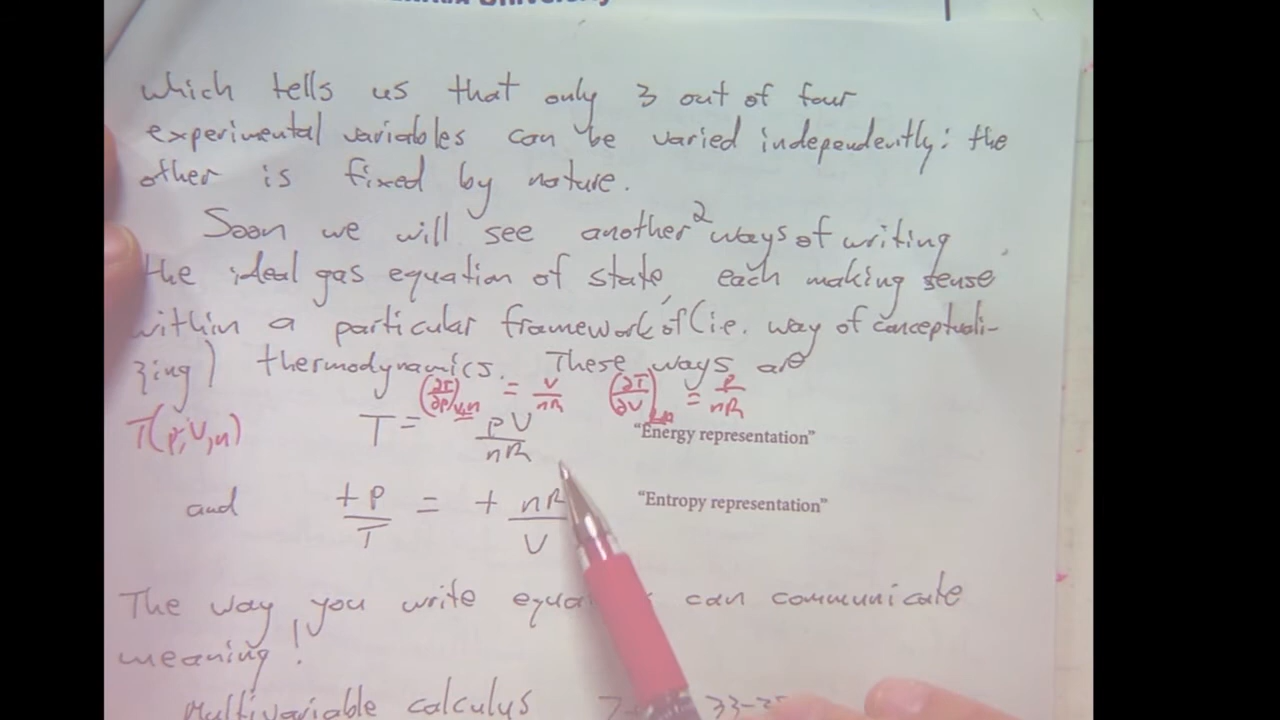 University
which tells us that only 3 out of four
experimental variables can be varied independently: the
other is fixed by nature.
Soon we will see another 2 ways of writing
the ideal gas equation of state, each making sense
within a particular framework of (i.e. way of conceptuali-
zing) thermodynamics. These ways are
(∂T/∂p)V,n = V/nR (∂T/∂V) = P/nR
T(p,V,n) T = pV/nR "Energy representation"
and +P/T = + nR/V "Entropy representation"
The way you write can communicate
meaning!
Multivariable calculus